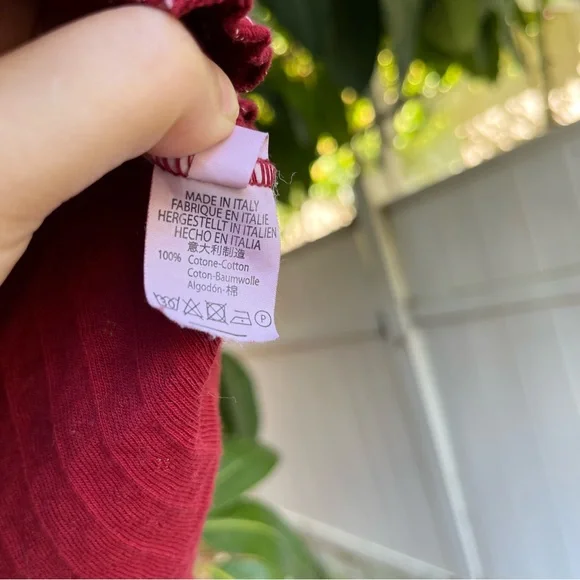 MADE IN ITALY
FABRIQUE EN ITALIE
HERGESTELLT IN ITALIEN
HECHO EN ITALIA
意大利制造
100% Cotone-Cotton
Coton-Baumwolle
Algodón-棉
P